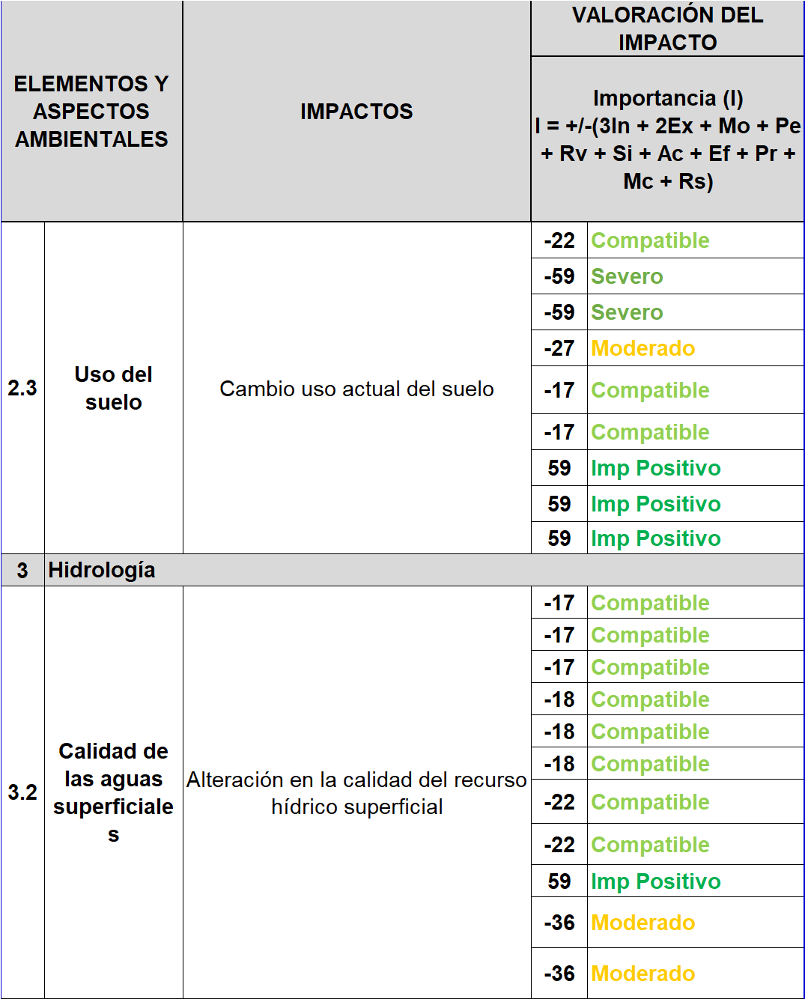 ELEMENTOS Y
ASPECTOS
AMBIENTALES
IMPACTOS
VALORACIÓN DEL
IMPACTO
Importancia (I)
I = +/-(3In + 2Ex + Mo + Pe
+ Rv + Si + Ac + Ef + Pr +
Mc + Rs)
2.3
Uso del
suelo
Cambio uso actual del suelo
-22 Compatible
-59 Severo
-59 Severo
-27 Moderado
-17 Compatible
-17 Compatible
59 Imp Positivo
59 Imp Positivo
59 Imp Positivo
3 Hidrología
3.2
Calidad de
las aguas
superficiale
s
Alteración en la calidad del recurso
hídrico superficial
-17 Compatible
-17 Compatible
-17 Compatible
-18 Compatible
-18 Compatible
-18 Compatible
-22 Compatible
-22 Compatible
59 Imp Positivo
-36 Moderado
-36 Moderado